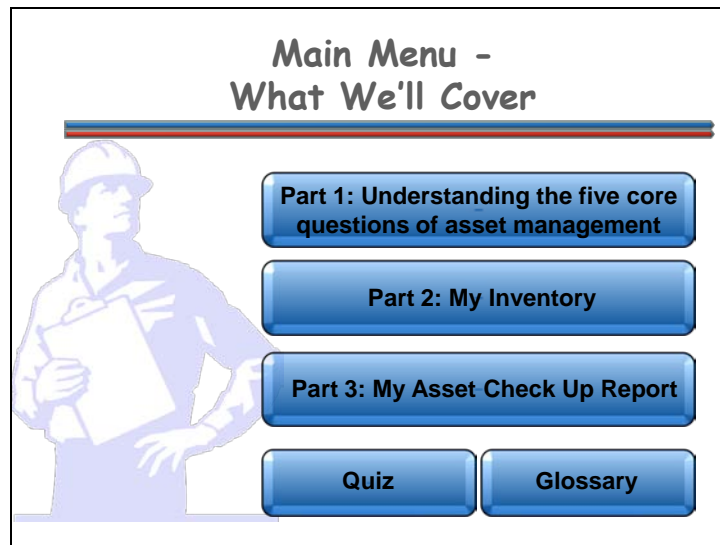 Main Menu -
What We'll Cover
Part 1: Understanding the five core
questions of asset management
Part 2: My Inventory
Part 3: My Asset Check Up Report
Quiz
Glossary